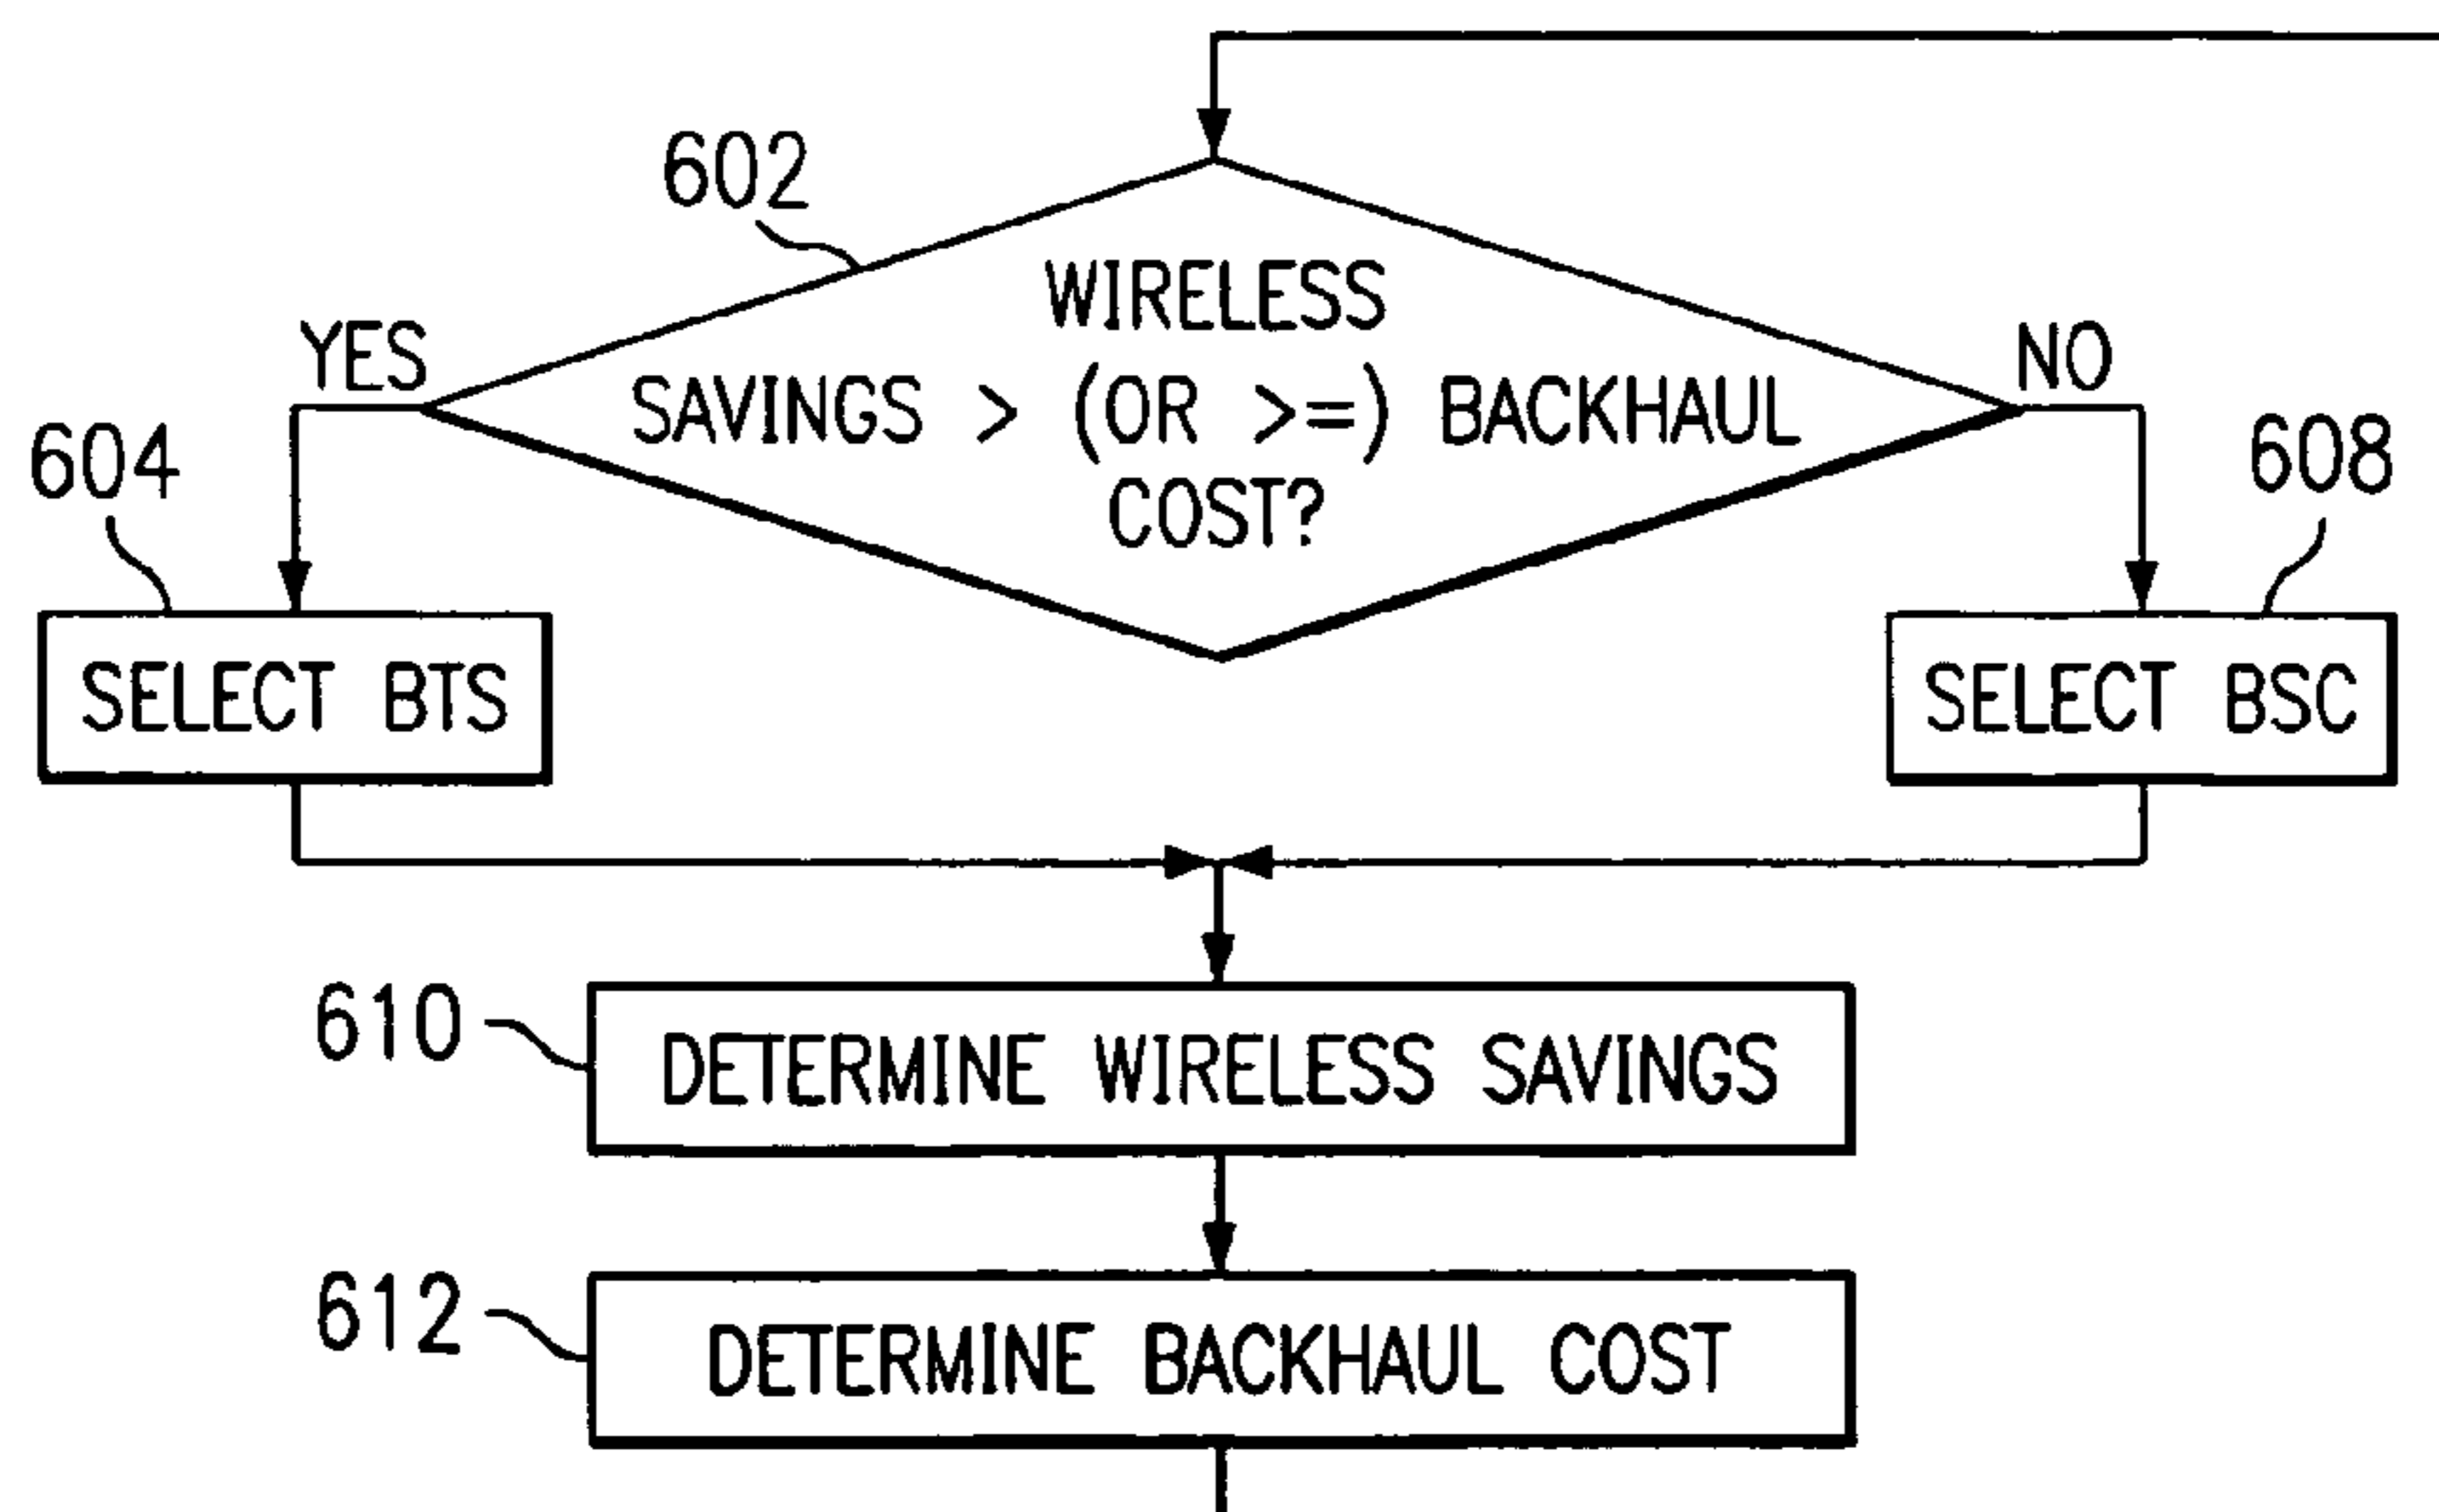 602
WIRELESS
SAVINGS > (OR >=) BACKHAUL
COST?
YES
NO
604
608
SELECT BTS
SELECT BSC
610
DETERMINE WIRELESS SAVINGS
612
DETERMINE BACKHAUL COST